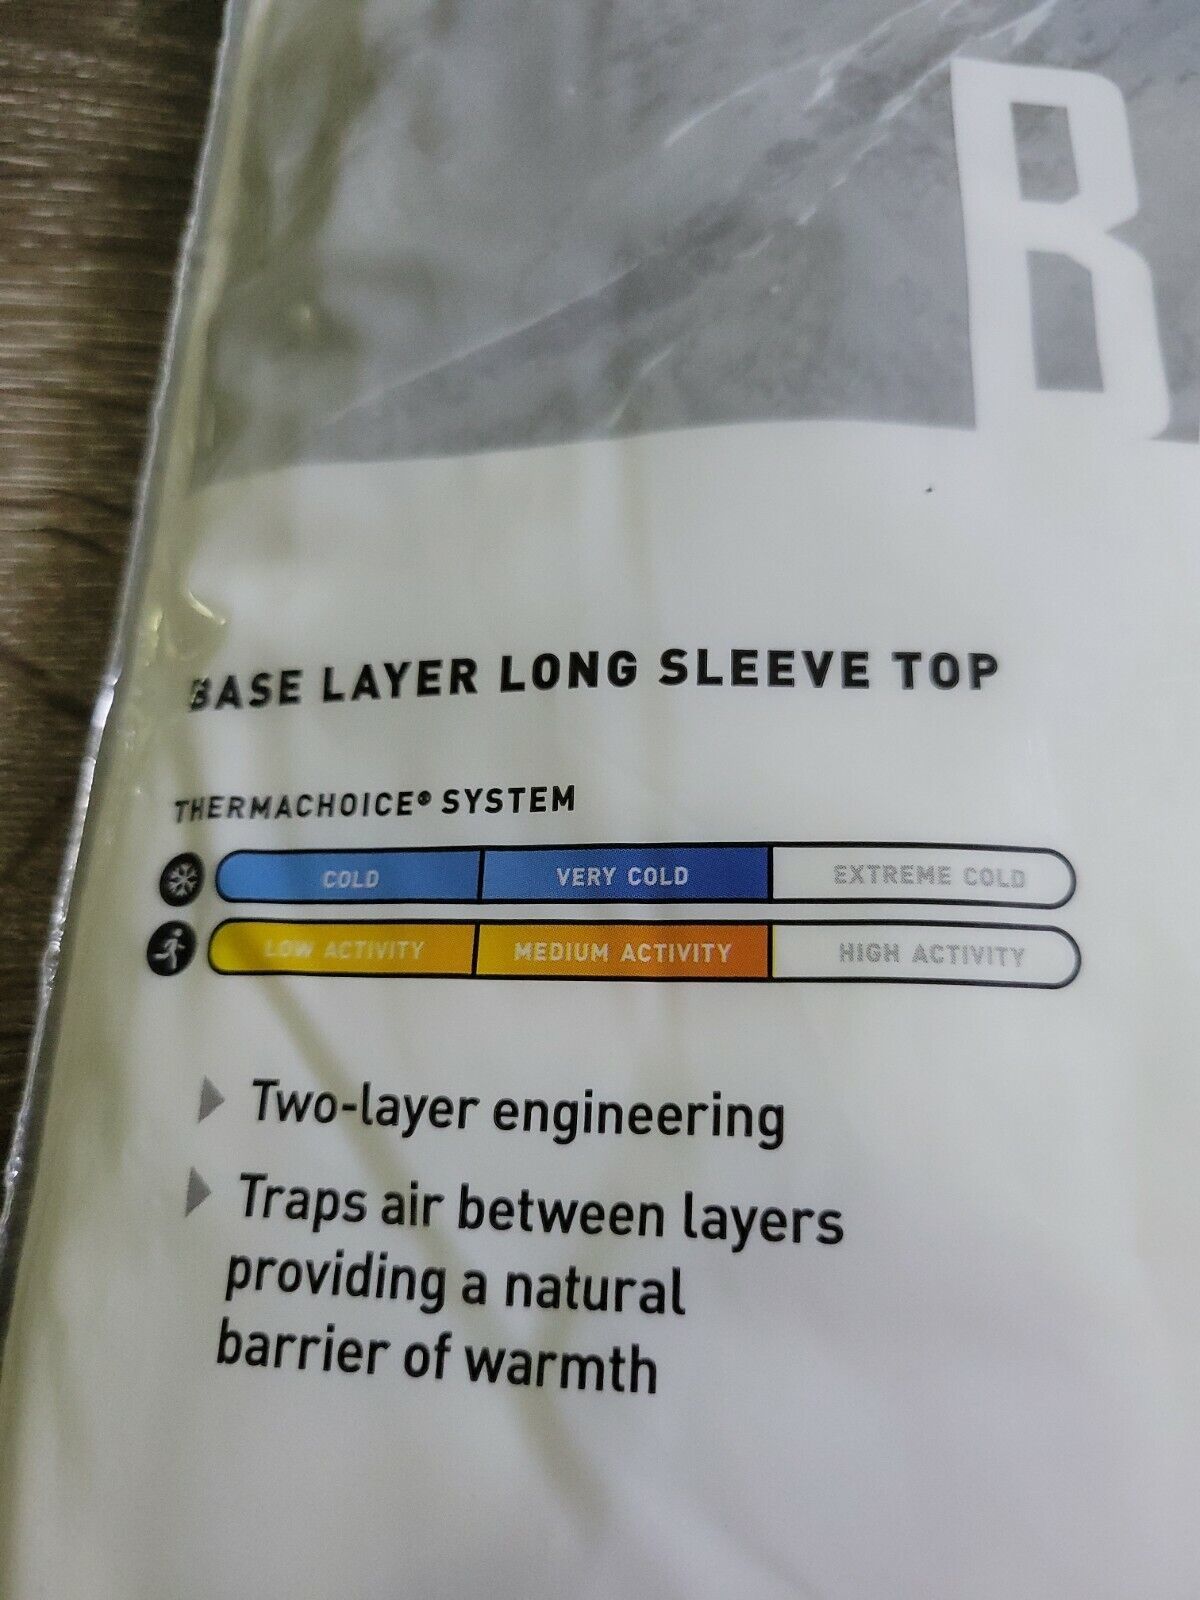 B
BASE LAYER LONG SLEEVE TOP
THERMACHOICE® SYSTEM
COLD VERY COLD EXTREME COLD
LOW ACTIVITY MEDIUM ACTIVITY HIGH ACTIVITY
Two-layer engineering
Traps air between layers
providing a natural
barrier of warmth